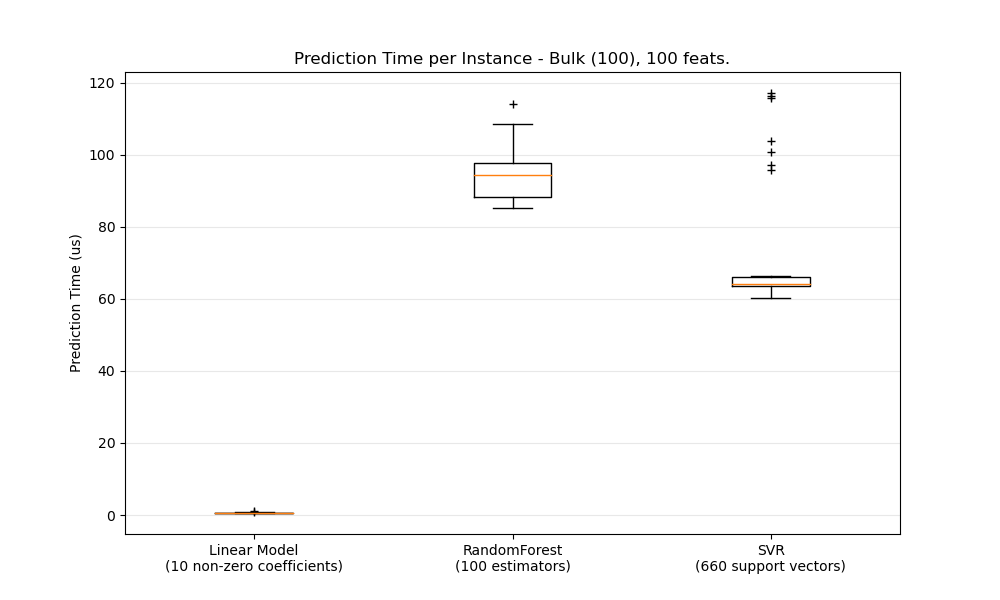 Prediction Time per Instance - Bulk (100), 100 feats.
120
100
80
60
40
20
0
Prediction Time (us)
Linear Model
(10 non-zero coefficients)
RandomForest
(100 estimators)
SVR
(660 support vectors)